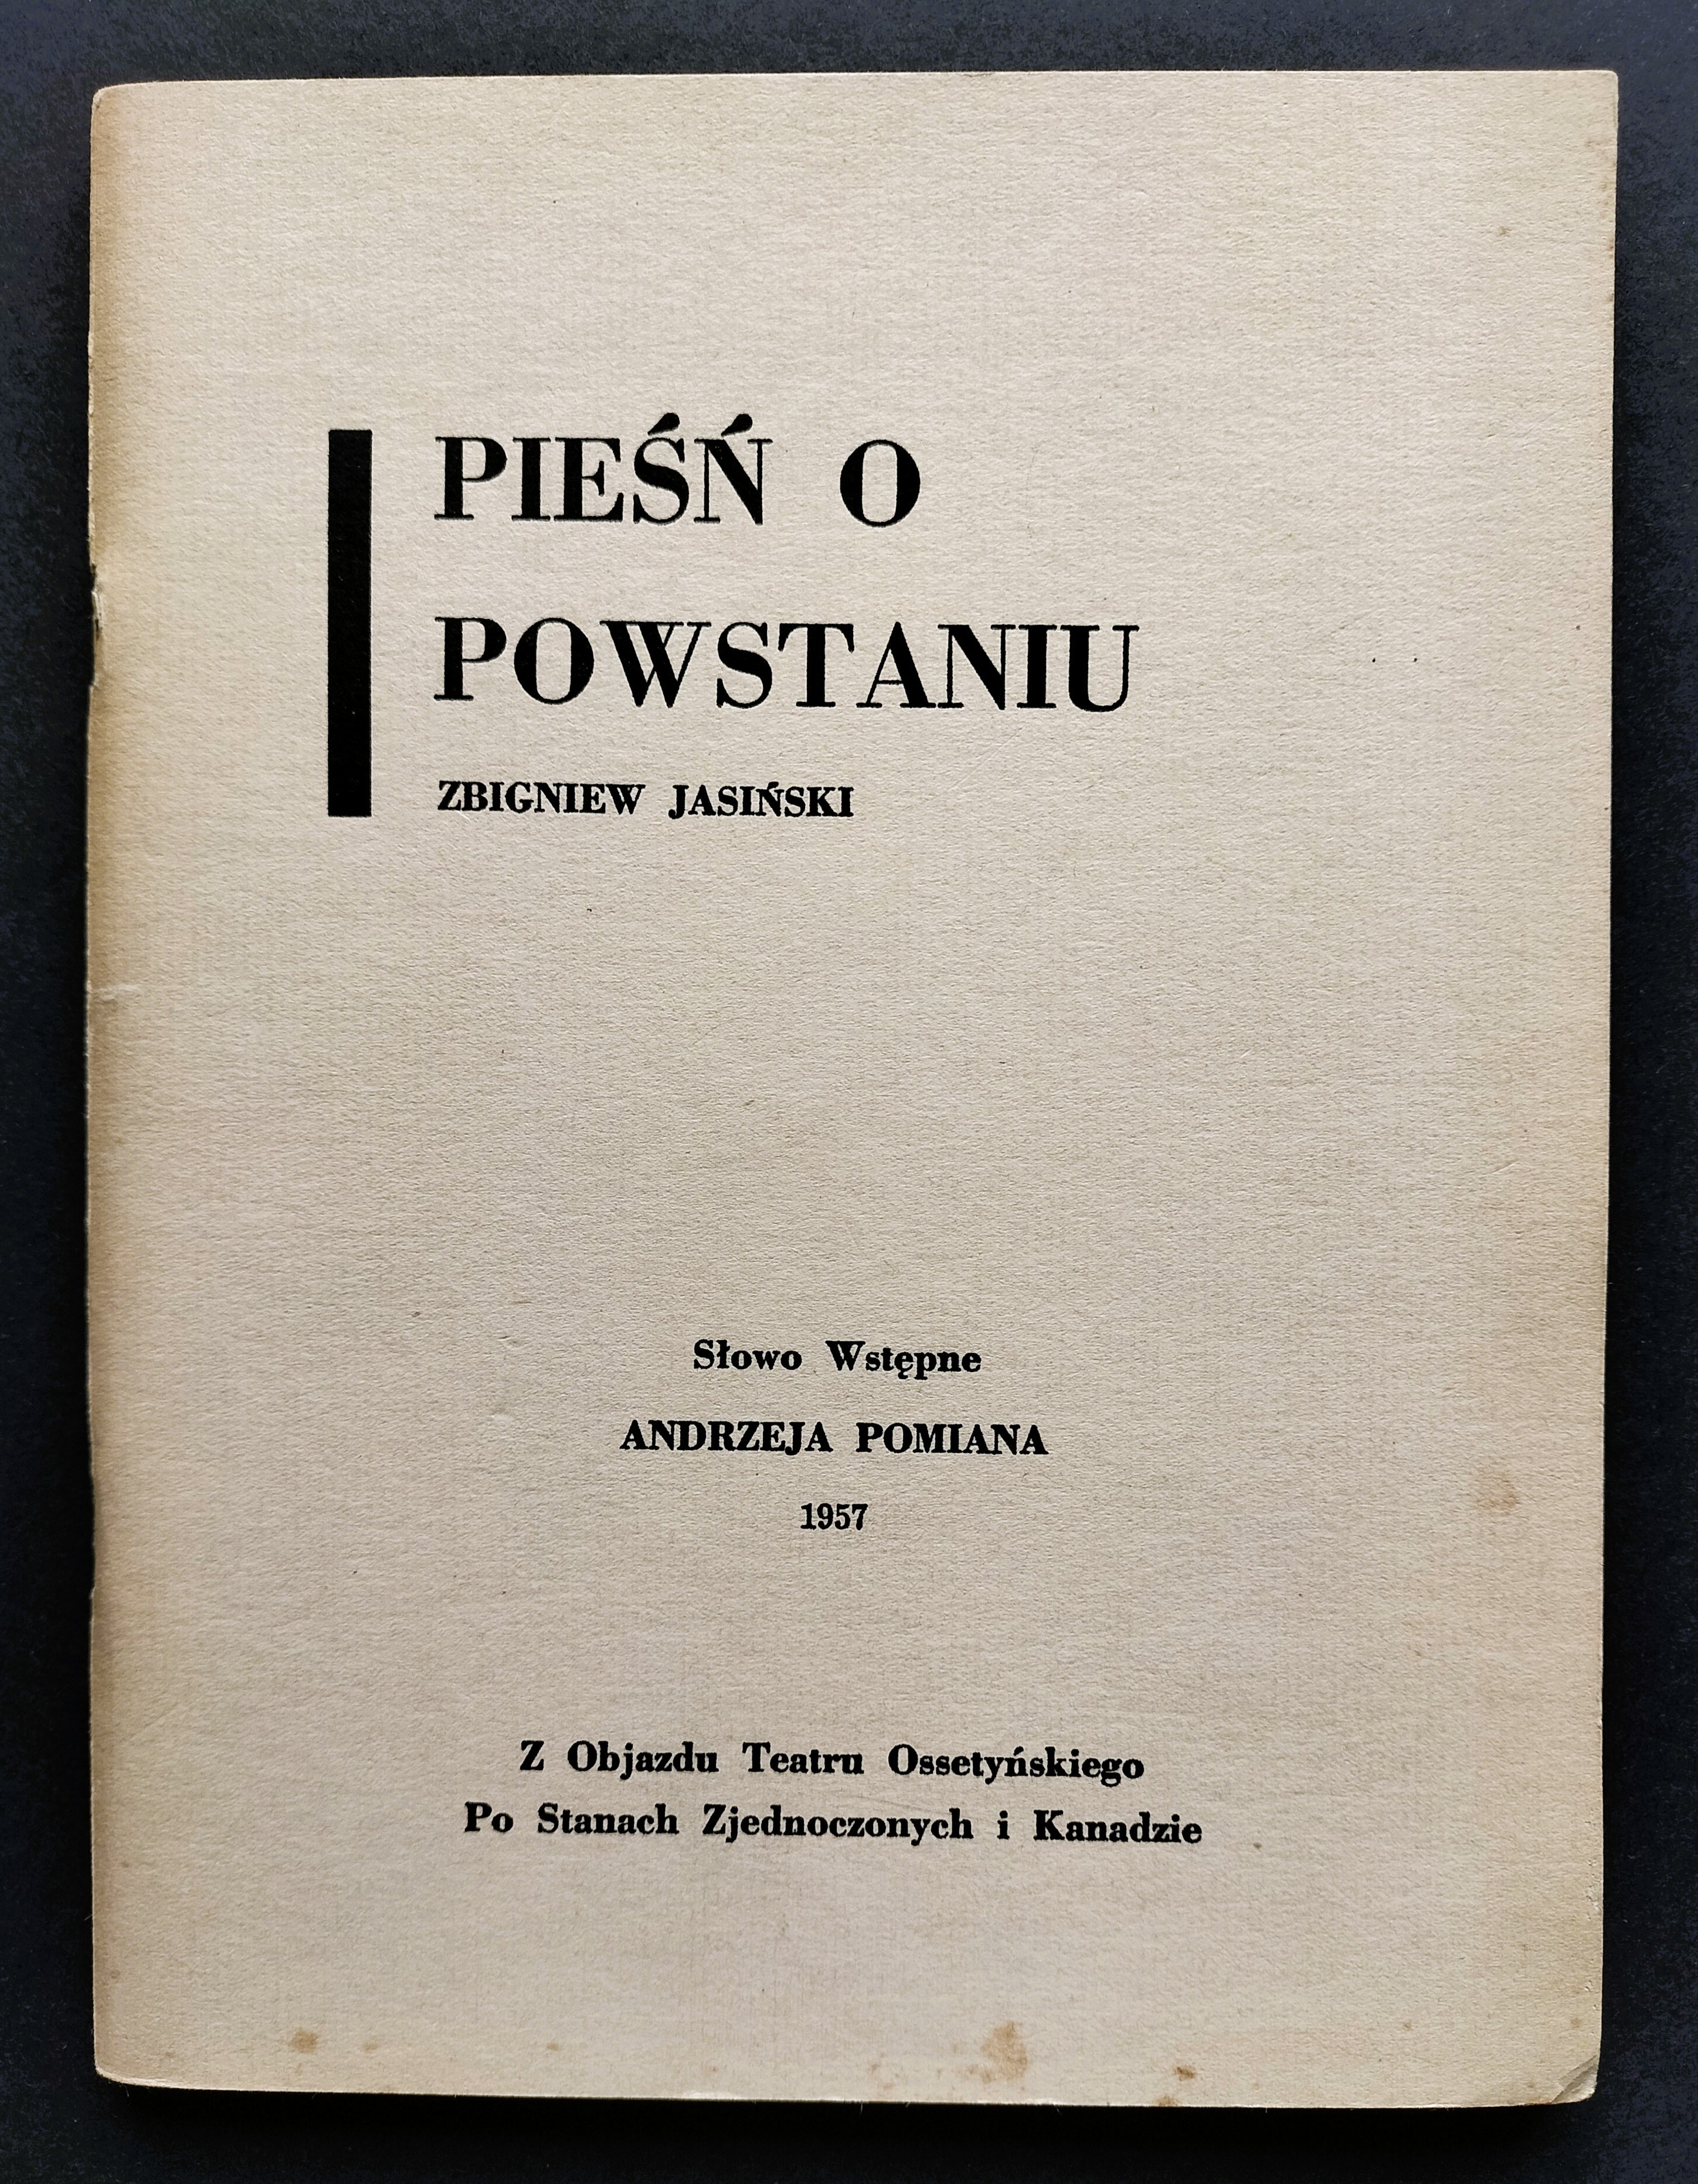 PIEŚŃ O
POWSTANIU
ZBIGNIEW JASIŃSKI
Słowo Wstępne
ANDRZEJA POMIANA
1957
Z Objazdu Teatru Ossetyńskiego
Po Stanach Zjednoczonych i Kanadzie